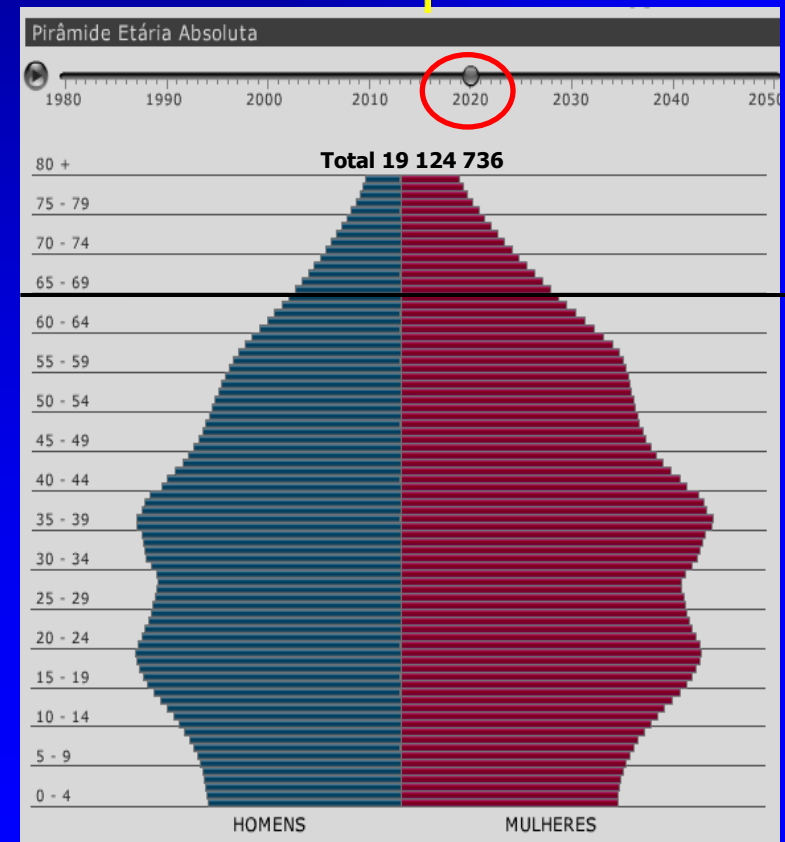 Pirâmide Etária Absoluta
1980 1990 2000 2010 2020 2030 2040 2050
Total 19 124 736
80 +
75 - 79
70 - 74
65 - 69
60 - 64
55 - 59
50 - 54
45 - 49
40 - 44
35 - 39
30 - 34
25 - 29
20 - 24
15 - 19
10 - 14
5 - 9
0 - 4
HOMENS MULHERES